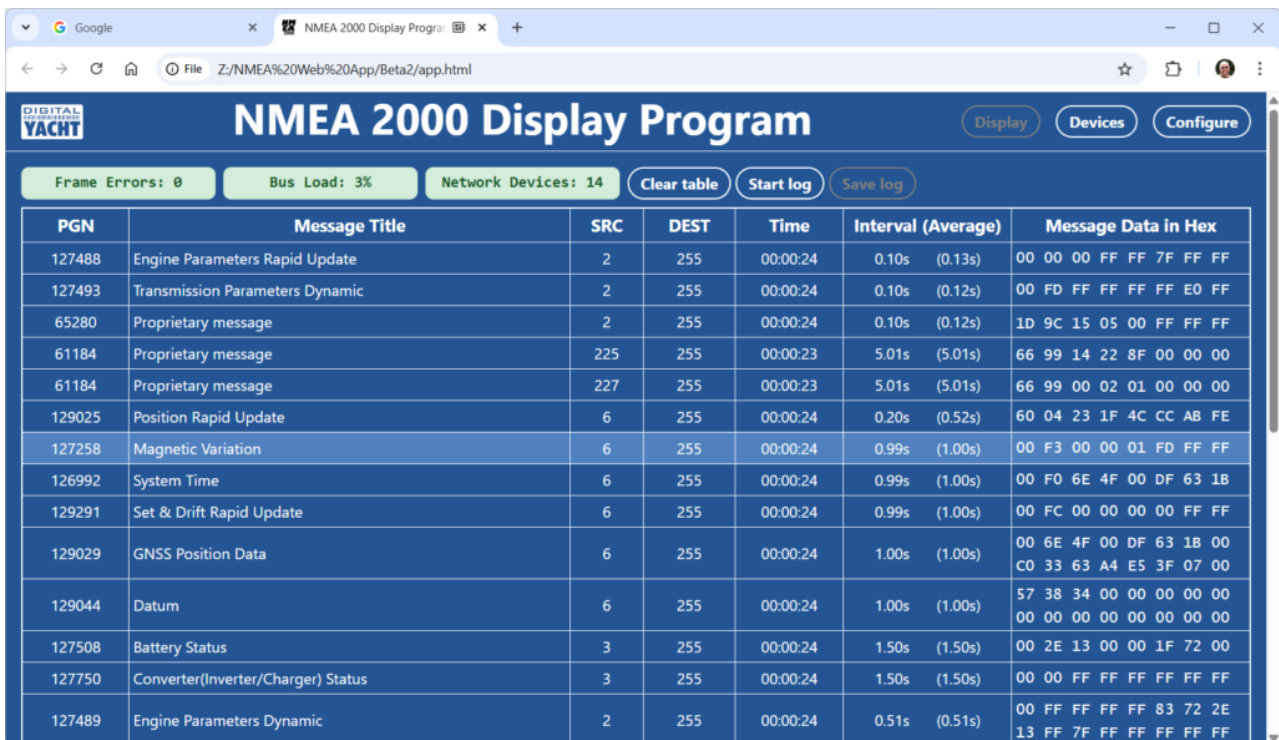 Google
NMEA 2000 Display Progra
File Z:/NMEA%20Web%20App/Beta2/app.html
DIGITAL
YACHT
NMEA 2000 Display Program
Display Devices Configure
Frame Errors: 0 Bus Load: 3% Network Devices: 14 Clear table Start log Save log
PGN Message Title SRC DEST Time Interval (Average) Message Data in Hex
127488 Engine Parameters Rapid Update 2 255 00:00:24 0.10s (0.13s) 00 00 00 FF FF 7F FF FF
127493 Transmission Parameters Dynamic 2 255 00:00:24 0.10s (0.12s) 00 FD FF FF FF FF E0 FF
65280 Proprietary message 2 255 00:00:24 0.10s (0.12s) 1D 9C 15 05 00 FF FF FF
61184 Proprietary message 225 255 00:00:23 5.01s (5.01s) 66 99 14 22 8F 00 00 00
61184 Proprietary message 227 255 00:00:23 5.01s (5.01s) 66 99 00 02 01 00 00 00
129025 Position Rapid Update 6 255 00:00:24 0.20s (0.52s) 60 04 23 1F 4C CC AB FE
127258 Magnetic Variation 6 255 00:00:24 0.99s (1.00s) 00 F3 00 00 01 FD FF FF
126992 System Time 6 255 00:00:24 0.99s (1.00s) 00 F0 6E 4F 00 DF 63 1B
129291 Set & Drift Rapid Update 6 255 00:00:24 0.99s (1.00s) 00 FC 00 00 00 00 FF FF
129029 GNSS Position Data 6 255 00:00:24 1.00s (1.00s) 00 6E 4F 00 DF 63 1B 00
C0 33 63 A4 E5 3F 07 00
129044 Datum 6 255 00:00:24 1.00s (1.00s) 57 38 34 00 00 00 00 00
00 00 00 00 00 00 00 00
127508 Battery Status 3 255 00:00:24 1.50s (1.50s) 00 2E 13 00 00 1F 72 00
127750 Converter(Inverter/Charger) Status 3 255 00:00:24 1.50s (1.50s) 00 00 FF FF FF FF FF FF
127489 Engine Parameters Dynamic 2 255 00:00:24 0.51s (0.51s) 00 FF FF FF FF 83 72 2E
13 FF 7F FF FF FF FF FF